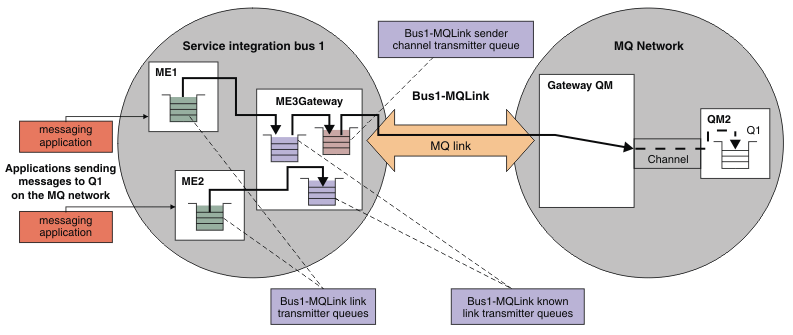 Bus1-MQLink sender
channel transmitter queue
Service integration bus 1
MQ Network
ME1
ME3Gateway
Bus1-MQLink
Gateway QM
messaging
application
QM2
Q1
MQ link
Channel
Applications sending
messages to Q1
on the MQ network
ME2
messaging
application
Bus1-MQLink link
transmitter queues
Bus1-MQLink known
link transmitter queues